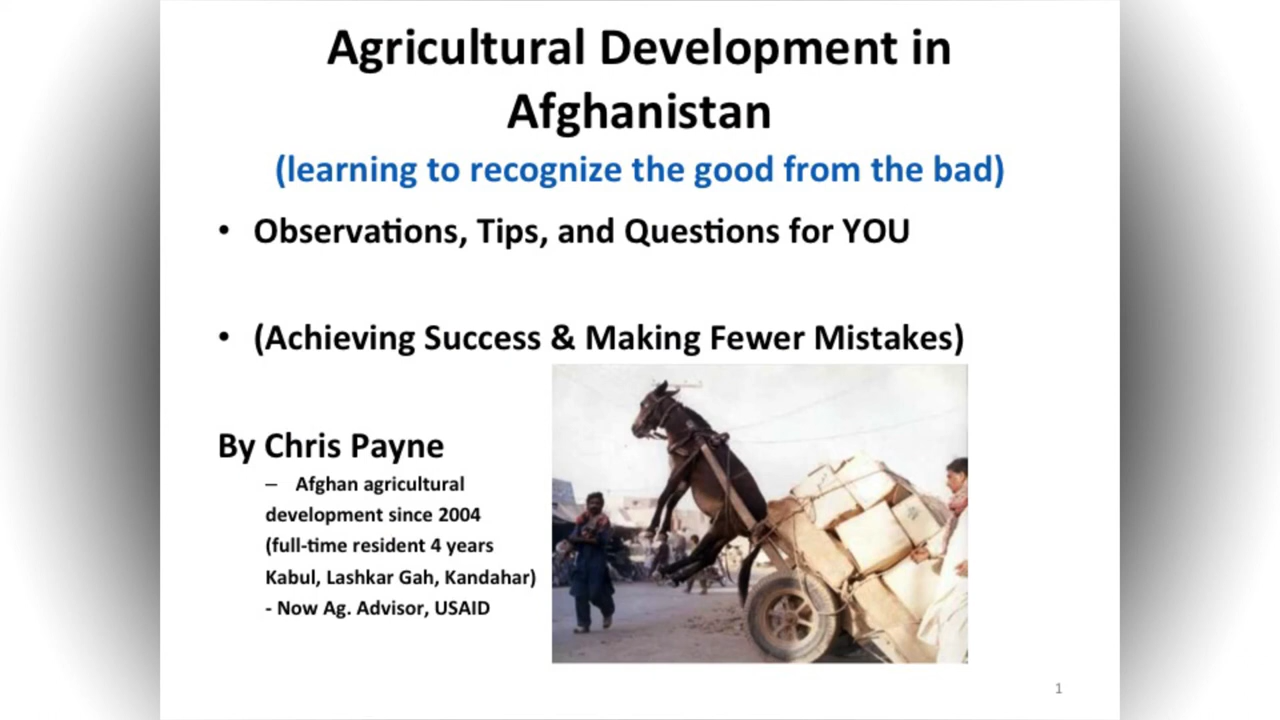 Agricultural Development in
Afghanistan
(learning to recognize the good from the bad)
• Observations, Tips, and Questions for YOU
• (Achieving Success & Making Fewer Mistakes)
By Chris Payne
– Afghan agricultural
development since 2004
(full-time resident 4 years
Kabul, Lashkar Gah, Kandahar)
- Now Ag. Advisor, USAID
1